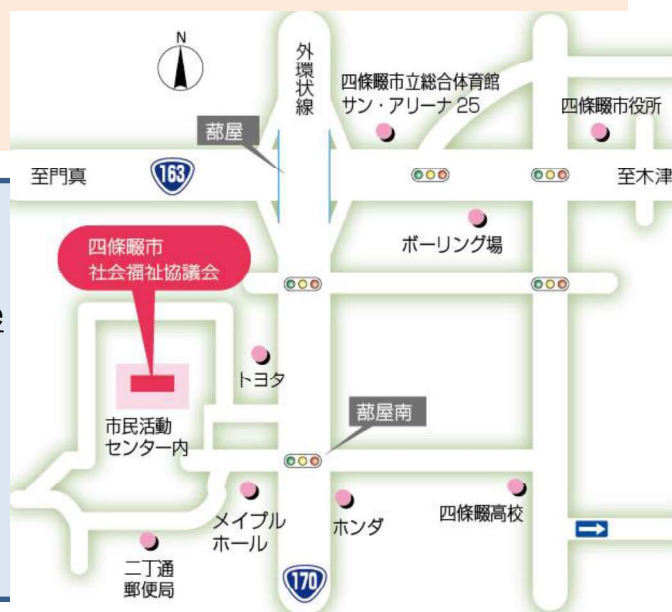 N
外環状線
四條畷市立総合体育館
サン・アリーナ 25
四條畷市役所
蔀屋
至門真
163
至木津
ボーリング場
四條畷市
社会福祉協議会
トヨタ
市民活動
センター内
蔀屋南
メイプル
ホール
ホンダ
四條畷高校
二丁通
郵便局
170